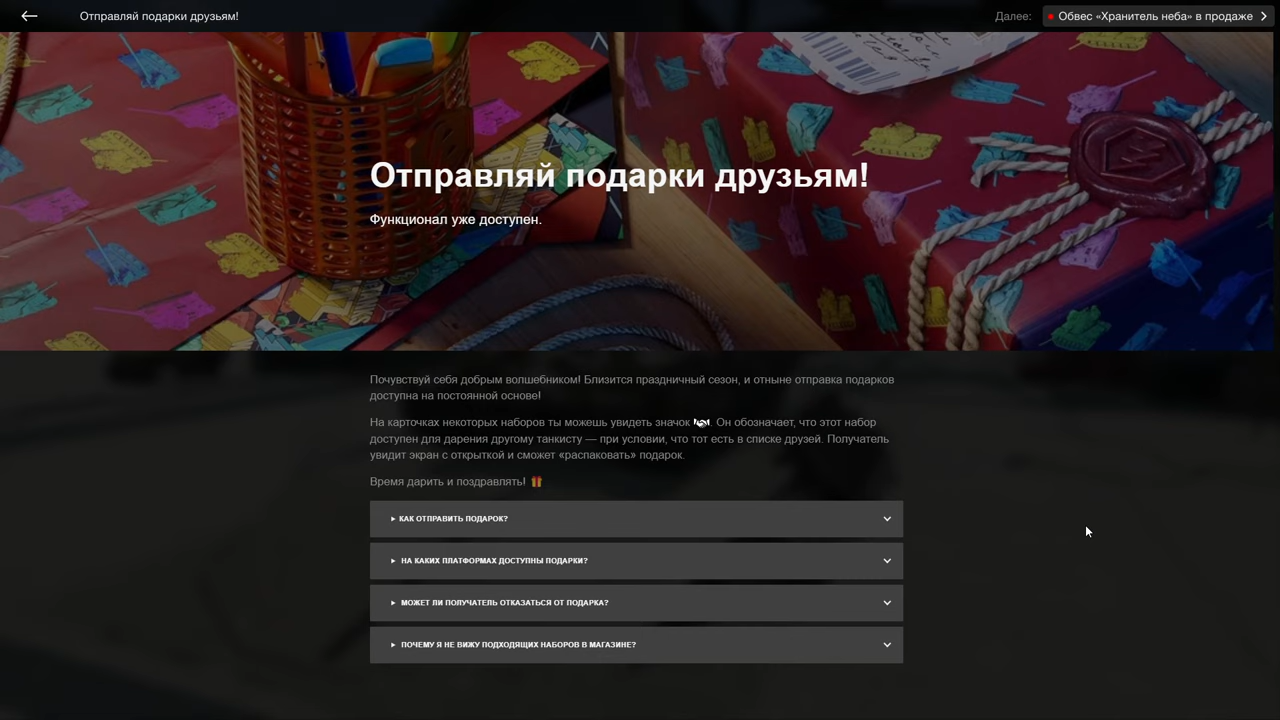 Отправляй подарки друзьям!
Далее:
Обвес «Хранитель неба» в продаже
Отправляй подарки друзьям!
Функционал уже доступен.
Почувствуй себя добрым волшебником! Близится праздничный сезон, и отныне отправка подарков
доступна на постоянной основе!
На карточках некоторых наборов ты можешь увидеть значок . Он обозначает, что этот набор
доступен для дарения другому танкисту — при условии, что тот есть в списке друзей. Получатель
увидит экран с открыткой и сможет «распаковать» подарок.
Время дарить и поздравлять! 🎁
▸ КАК ОТПРАВИТЬ ПОДАРОК?
▸ НА КАКИХ ПЛАТФОРМАХ ДОСТУПНЫ ПОДАРКИ?
▸ МОЖЕТ ЛИ ПОЛУЧАТЕЛЬ ОТКАЗАТЬСЯ ОТ ПОДАРКА?
▸ ПОЧЕМУ Я НЕ ВИЖУ ПОДХОДЯЩИХ НАБОРОВ В МАГАЗИНЕ?